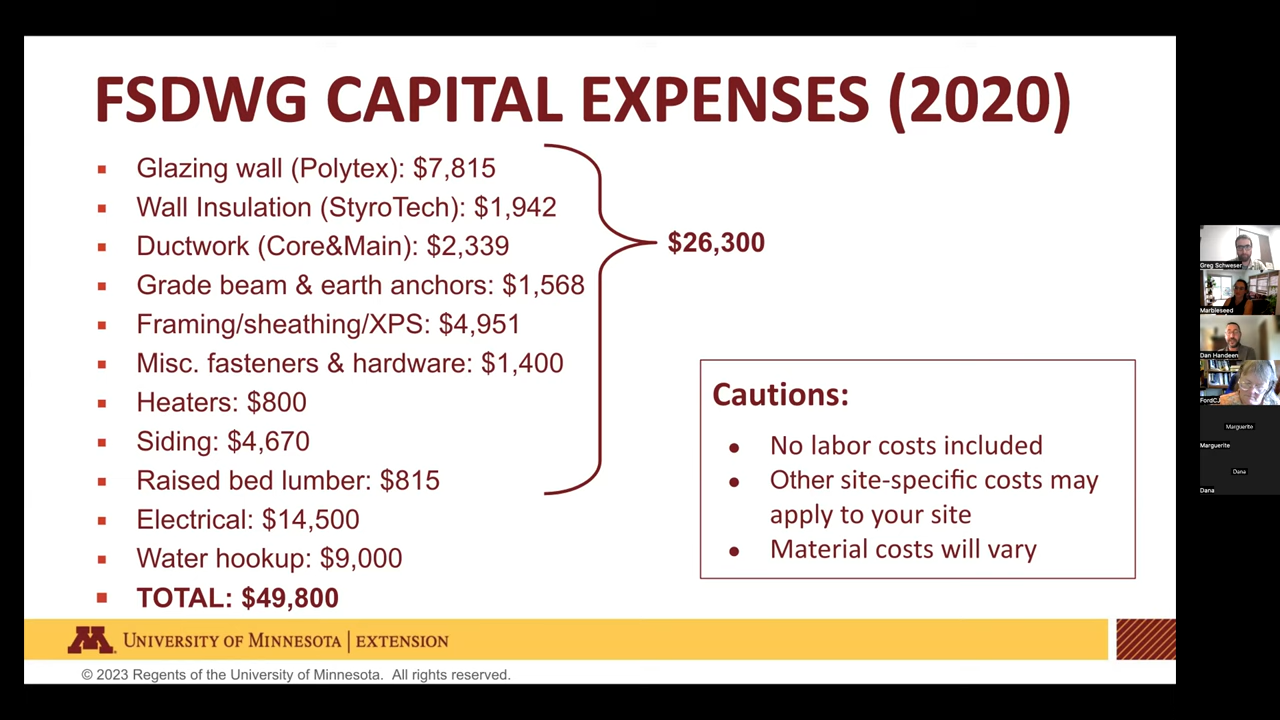 FSDWG CAPITAL EXPENSES (2020)
Glazing wall (Polytex): $7,815
Wall Insulation (StyroTech): $1,942
Ductwork (Core&Main): $2,339
Grade beam & earth anchors: $1,568
Framing/sheathing/XPS: $4,951
Misc. fasteners & hardware: $1,400
Heaters: $800
Siding: $4,670
Raised bed lumber: $815
Electrical: $14,500
Water hookup: $9,000
TOTAL: $49,800
$26,300
Cautions:
No labor costs included
Other site-specific costs may
apply to your site
Material costs will vary
M UNIVERSITY OF MINNESOTA | EXTENSION
© 2023 Regents of the University of Minnesota. All rights reserved.
Greg Schweser
Marbleseed
Dan Handeen
FordCJ
Marguerite
Marguerite
Dana
Dana